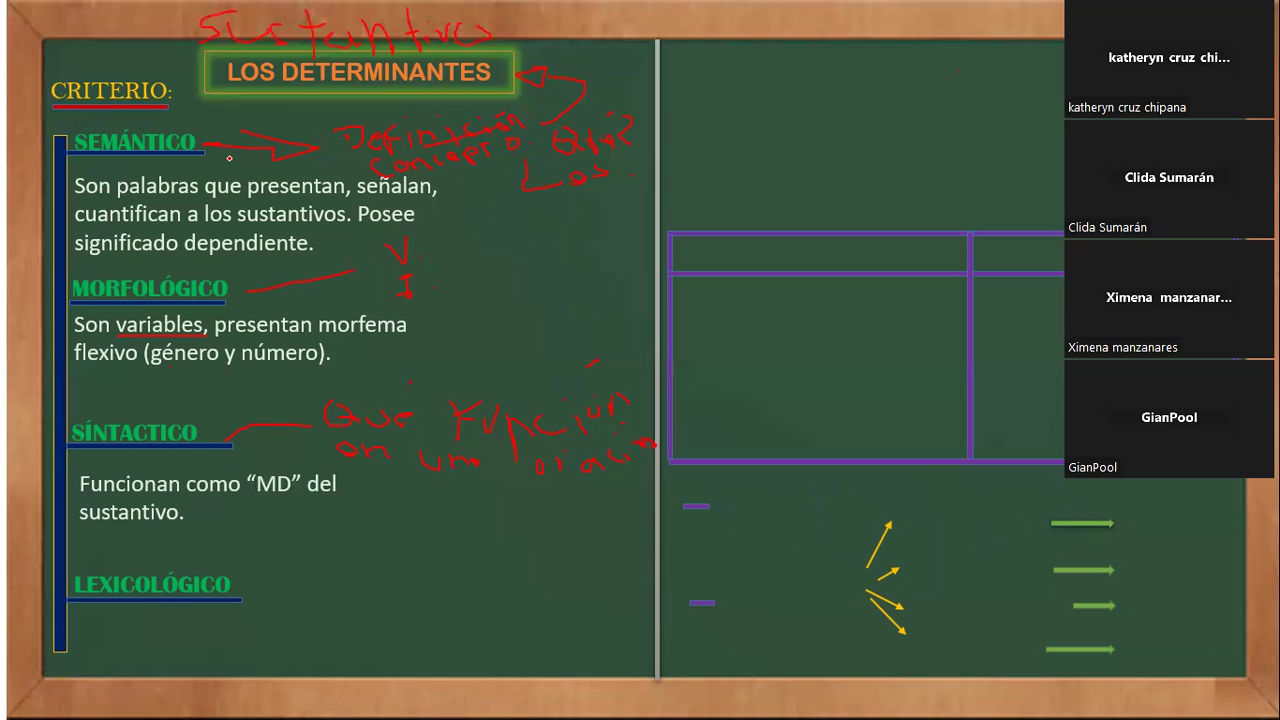 Sustantivo
LOS DETERMINANTES
CRITERIO:
SEMÁNTICO
Definición
concepto Qué?
Los
Son palabras que presentan, señalan,
cuantifican a los sustantivos. Posee
significado dependiente.
V
I
MORFOLÓGICO
Son variables, presentan morfema
flexivo (género y número).
SÍNTACTICO
Que función
en una oración
Funcionan como “MD” del
sustantivo.
LEXICOLÓGICO
katheryn cruz chi...
katheryn cruz chipana
Clida Sumarán
Clida Sumarán
Ximena manzanar...
Ximena manzanares
GianPool
GianPool